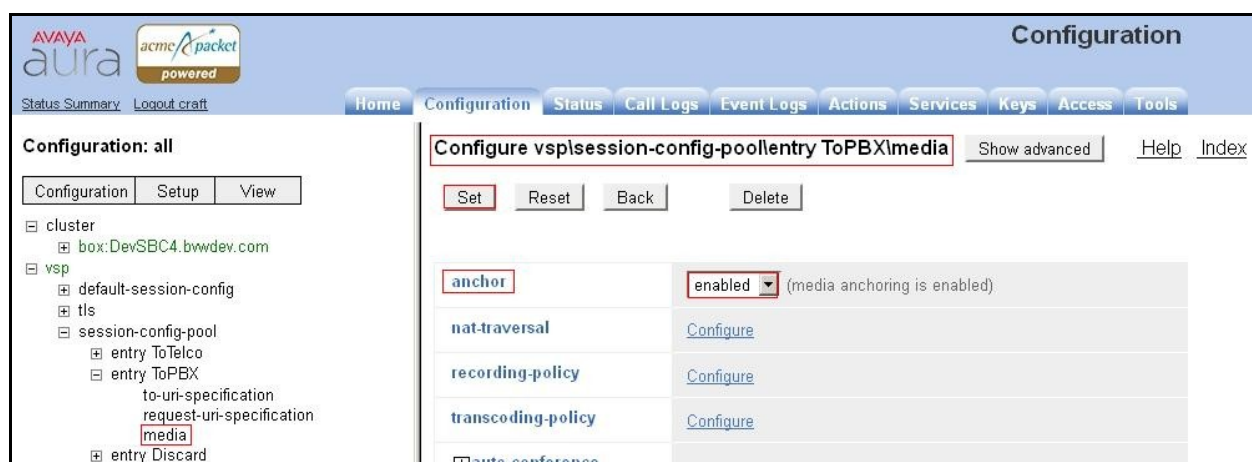 AVAYA
aura
acme packet
powered
Configuration
Status Summary Logout craft
Home Configuration Status Call Logs Event Logs Actions Services Keys Access Tools
Configuration: all
Configuration Setup View
cluster
box:DevSBC4.bvwdev.com
vsp
default-session-config
tls
session-config-pool
entry ToTelco
entry ToPBX
to-uri-specification
request-uri-specification
media
entry Discard
Configure vsp\session-config-pool\entry ToPBX\media Show advanced Help Index
Set Reset Back Delete
anchor enabled (media anchoring is enabled)
nat-traversal Configure
recording-policy Configure
transcoding-policy Configure
auto-conference